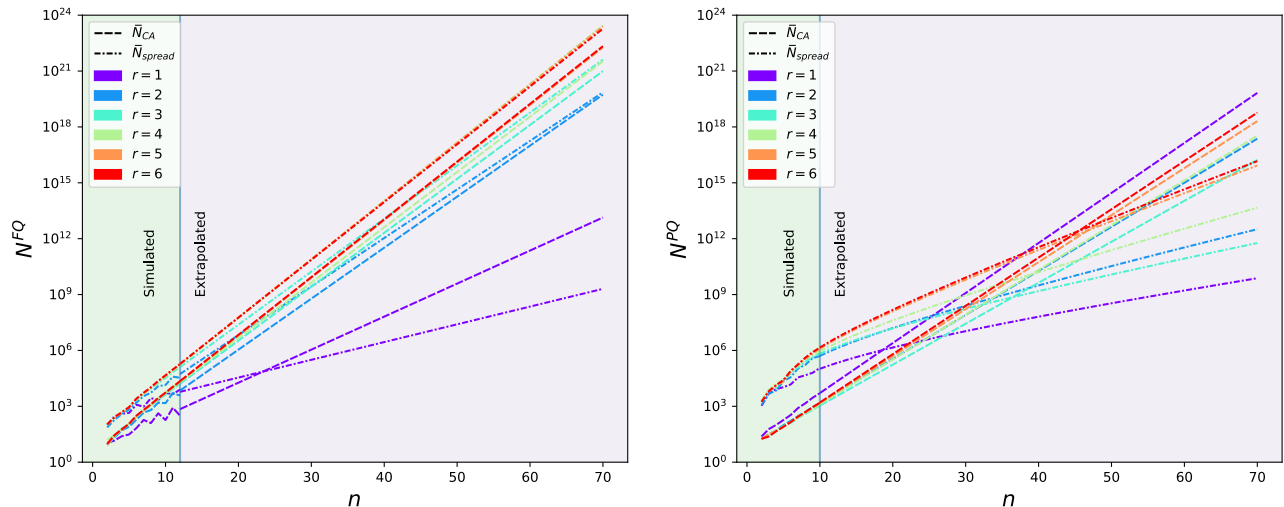 10^24
10^21
10^18
10^15
10^12
10^9
10^6
10^3
10^0
N^FQ
N̄_CA
N̄_spread
r = 1
r = 2
r = 3
r = 4
r = 5
r = 6
Simulated
Extrapolated
0 10 20 30 40 50 60 70
n
10^24
10^21
10^18
10^15
10^12
10^9
10^6
10^3
10^0
N^PQ
N̄_CA
N̄_spread
r = 1
r = 2
r = 3
r = 4
r = 5
r = 6
Simulated
Extrapolated
0 10 20 30 40 50 60 70
n